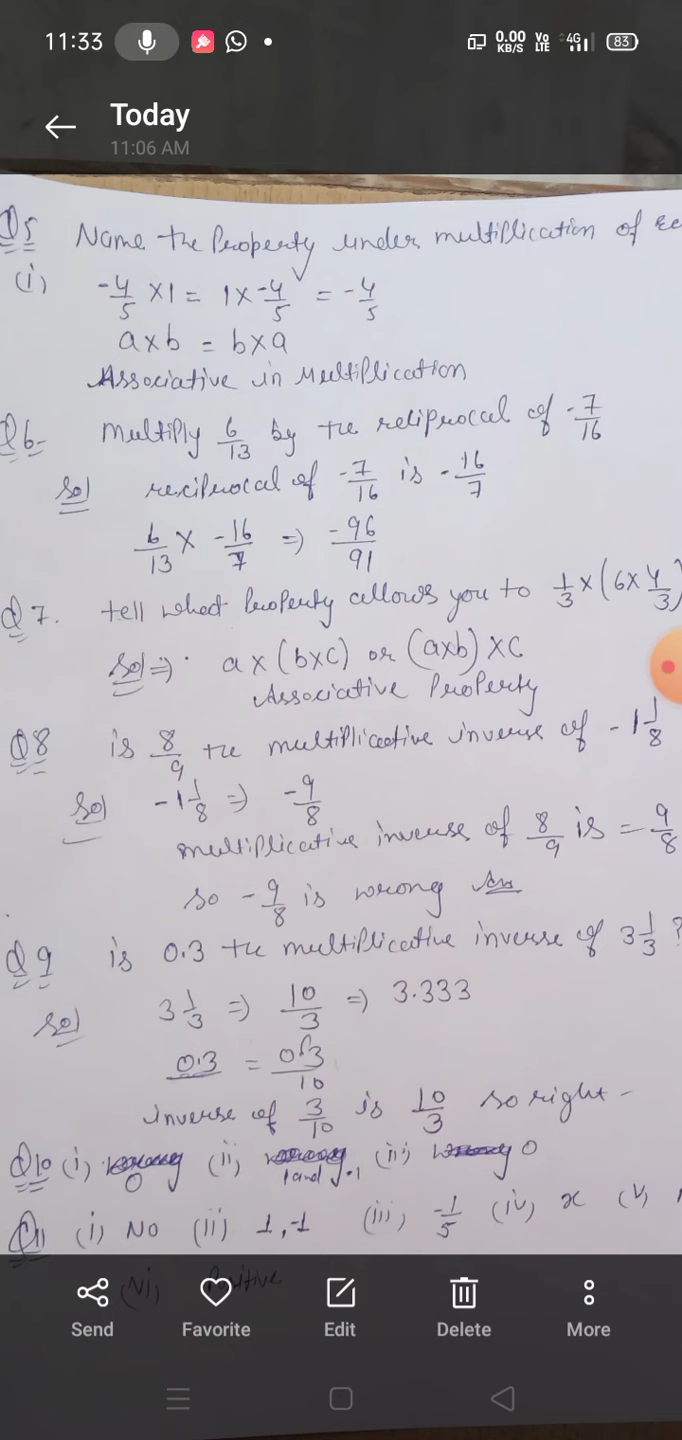 11:33
0.00 KB/S Vo LTE 4G 83
Today
11:06 AM
Q5 Name the Property under multiplication of
(i) -4/5 × 1 = 1 × -4/5 = -4/5
a×b = b×a
Associative in Multiplication
Q6- Multiply 6/13 by the reciprocal of -7/16
Sol reciprocal of -7/16 is -16/7
6/13 × -16/7 => -96/91
Q7. tell what Property allows you to 1/3 × (6 × 4/3)
Sol => a × (b×c) or (a×b) × c
Associative Property
Q8 is 8/9 the multiplicative inverse of -1 1/8
Sol -1 1/8 => -9/8
multiplicative inverse of 8/9 is = 9/8
so -9/8 is wrong Ans
Q9 is 0.3 the multiplicative inverse of 3 1/3 ?
Sol 3 1/3 => 10/3 => 3.333
0.3 = 03/10
inverse of 3/10 is 10/3 so right -
Q10 (i) 0 (ii) 1 and -1 (iii) 0
Q11 (i) No (ii) 1, -1 (iii) -1/5 (iv) x (v)
(vi) Positive
Send Favorite Edit Delete More